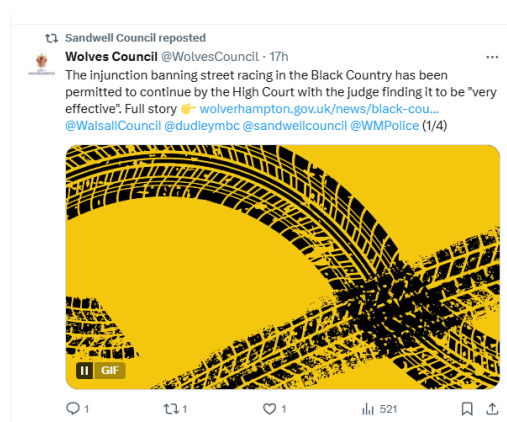 Sandwell Council reposted
Wolves Council @WolvesCouncil · 17h
The injunction banning street racing in the Black Country has been
permitted to continue by the High Court with the judge finding it to be "very
effective". Full story 👉 wolverhampton.gov.uk/news/black-cou...
@WalsallCouncil @dudleymbc @sandwellcouncil @WMPolice (1/4)
GIF
1 1 1 521